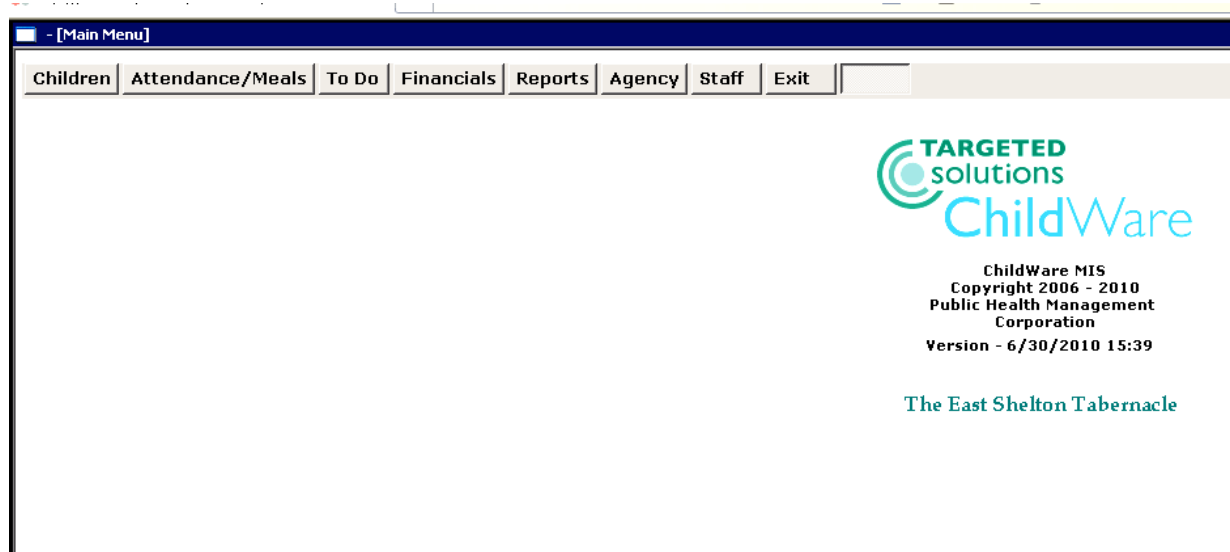 - [Main Menu]
Children Attendance/Meals To Do Financials Reports Agency Staff Exit
TARGETED
solutions
ChildWare
ChildWare MIS
Copyright 2006 - 2010
Public Health Management
Corporation
Version - 6/30/2010 15:39
The East Shelton Tabernacle